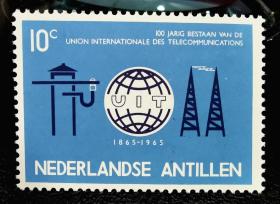 10c
100 JARIG BESTAAN VAN DE
UNION INTERNATIONALE DES TELECOMMUNICATIONS
UIT
1865-1965
NEDERLANDSE ANTILLEN